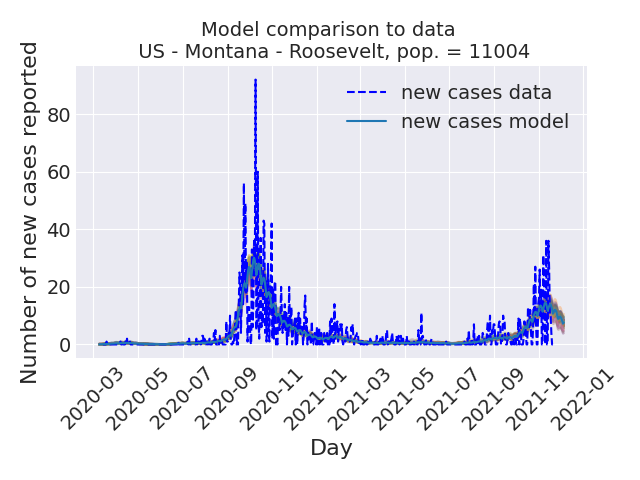 Model comparison to data
US - Montana - Roosevelt, pop. = 11004
Number of new cases reported
80
60
40
20
0
new cases data
new cases model
2020-03
2020-05
2020-07
2020-09
2020-11
2021-01
2021-03
2021-05
2021-07
2021-09
2021-11
2022-01
Day